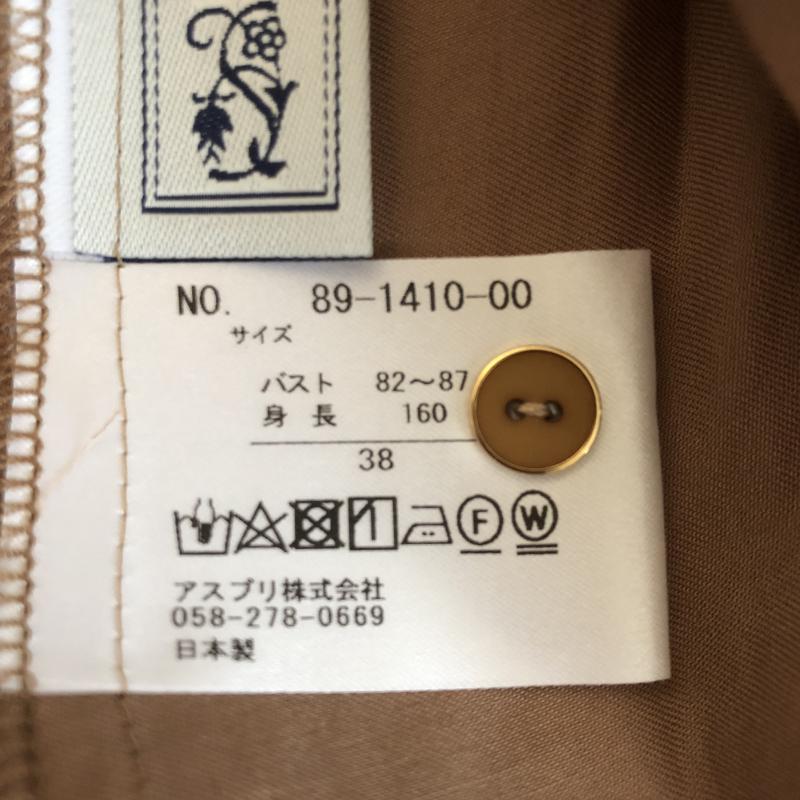 NO. 89-1410-00
サイズ
バスト 82～87
身長 160
38
F W
アスブリ株式会社
058-278-0669
日本製